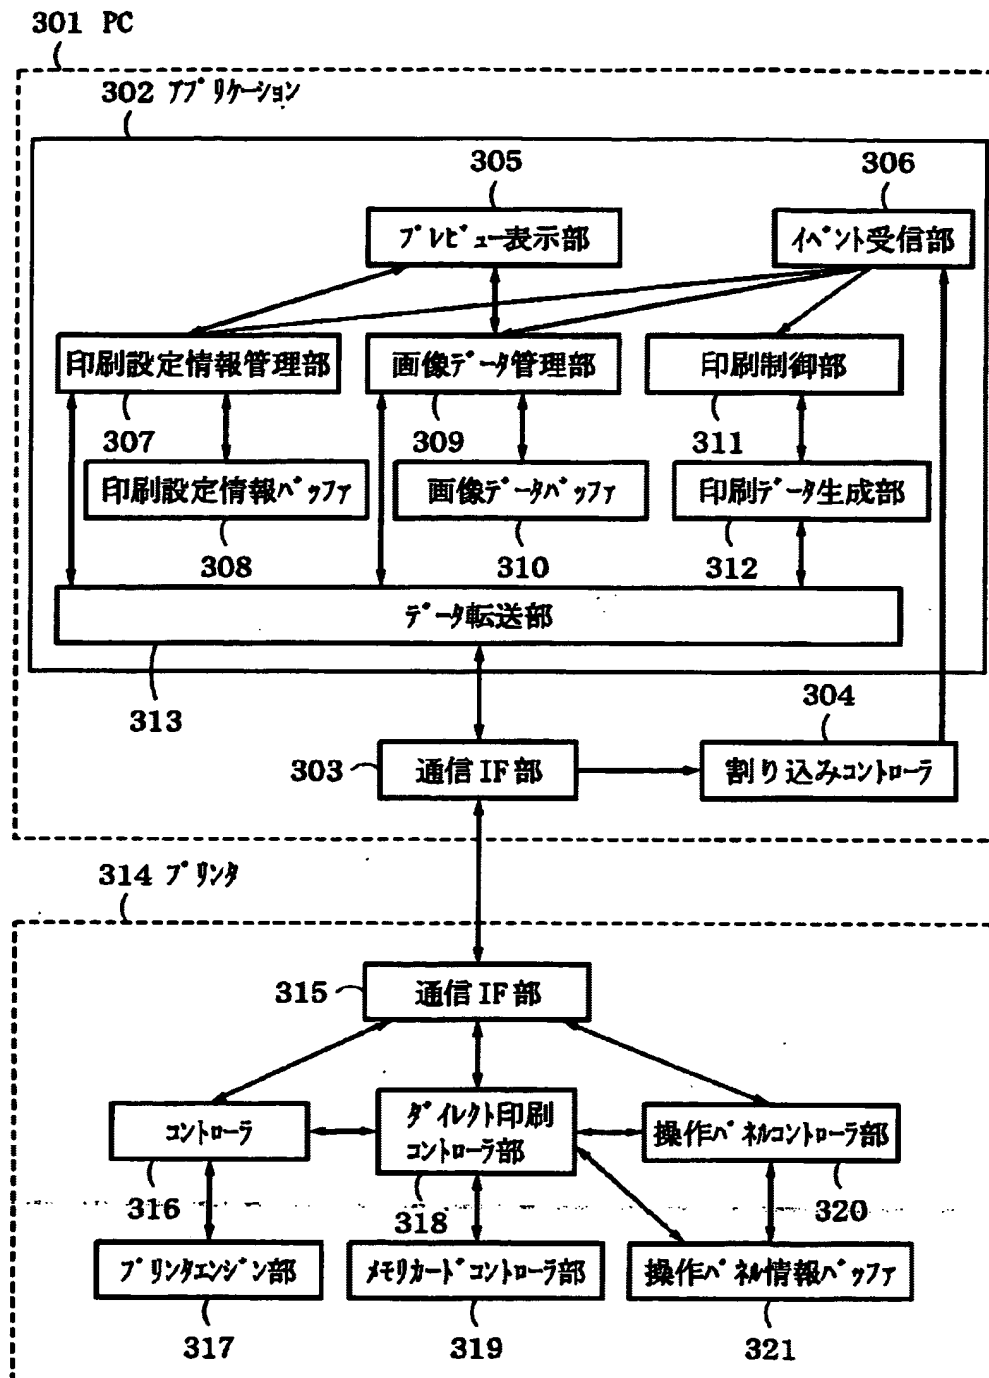 301 PC
302 アプリケーション
305
306
プレビュー表示部
イベント受信部
印刷設定情報管理部
画像データ管理部
印刷制御部
307
309
311
印刷設定情報バッファ
画像データバッファ
印刷データ生成部
308
310
312
データ転送部
313
304
303
通信IF部
割り込みコントローラ
314 プリンタ
315
通信IF部
コントローラ
ダイレクト印刷
コントローラ部
操作パネルコントローラ部
316
318
320
プリンタエンジン部
メモリカードコントローラ部
操作パネル情報バッファ
317
319
321